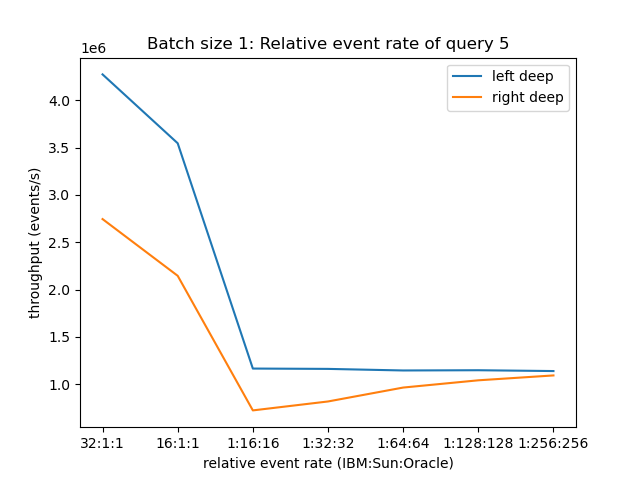 Batch size 1: Relative event rate of query 5
1e6
left deep
right deep
4.0
3.5
3.0
2.5
2.0
1.5
1.0
throughput (events/s)
32:1:1 16:1:1 1:16:16 1:32:32 1:64:64 1:128:128 1:256:256
relative event rate (IBM:Sun:Oracle)